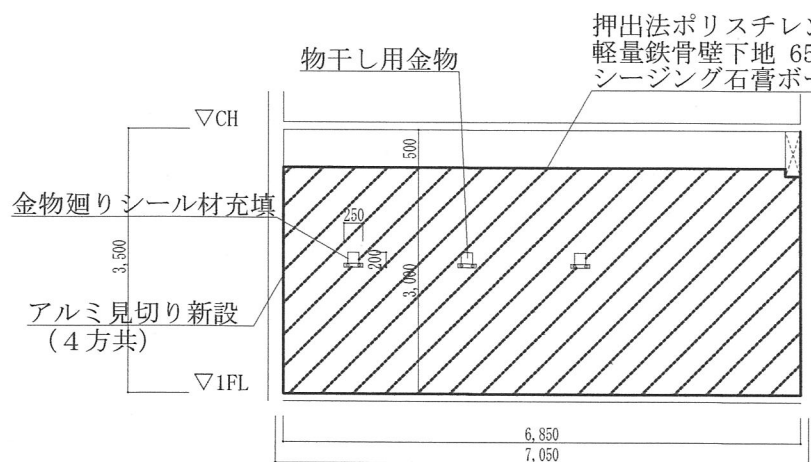 押出法ポリスチレン
軽量鉄骨壁下地 65
シージング石膏ボー
物干し用金物
▽CH
500
金物廻りシール材充填
250
200
3,000
3,500
アルミ見切り新設
(4方共)
▽1FL
6,850
7,050